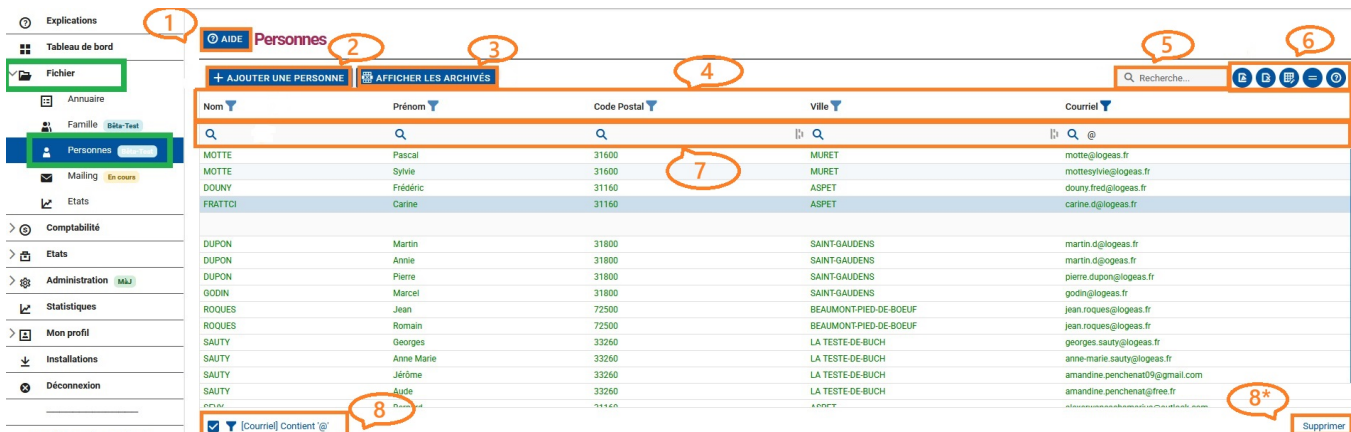 Explications
Tableau de bord
Fichier
Annuaire
Famille Bêta-Test
Personnes Bêta-Test
Mailing En cours
Etats
Comptabilité
Etats
Administration MàJ
Statistiques
Mon profil
Installations
Déconnexion
1
AIDE Personnes
2
3
4
5
6
+ AJOUTER UNE PERSONNE AFFICHER LES ARCHIVÉS
Recherche...
Nom Prénom Code Postal Ville Courriel
@
7
MOTTE Pascal 31600 MURET motte@logeas.fr
MOTTE Sylvie 31600 MURET mottesylvie@logeas.fr
DOUNY Frédéric 31160 ASPET douny.fred@logeas.fr
FRATTCI Carine 31160 ASPET carine.d@logeas.fr
DUPON Martin 31800 SAINT-GAUDENS martin.d@logeas.fr
DUPON Annie 31800 SAINT-GAUDENS martin.d@ogeas.fr
DUPON Pierre 31800 SAINT-GAUDENS pierre.dupon@logeas.fr
GODIN Marcel 31800 SAINT-GAUDENS godin@logeas.fr
ROQUES Jean 72500 BEAUMONT-PIED-DE-BOEUF jean.roques@logeas.fr
ROQUES Romain 72500 BEAUMONT-PIED-DE-BOEUF jean.roques@logeas.fr
SAUTY Georges 33260 LA TESTE-DE-BUCH georges.sauty@logeas.fr
SAUTY Anne Marie 33260 LA TESTE-DE-BUCH anne-marie.sauty@logeas.fr
SAUTY Jérôme 33260 LA TESTE-DE-BUCH amandine.penchenat09@gmail.com
SAUTY Aude 33260 LA TESTE-DE-BUCH amandine.penchenat@free.fr
8
8*
[Courriel] Contient '@'
Supprimer